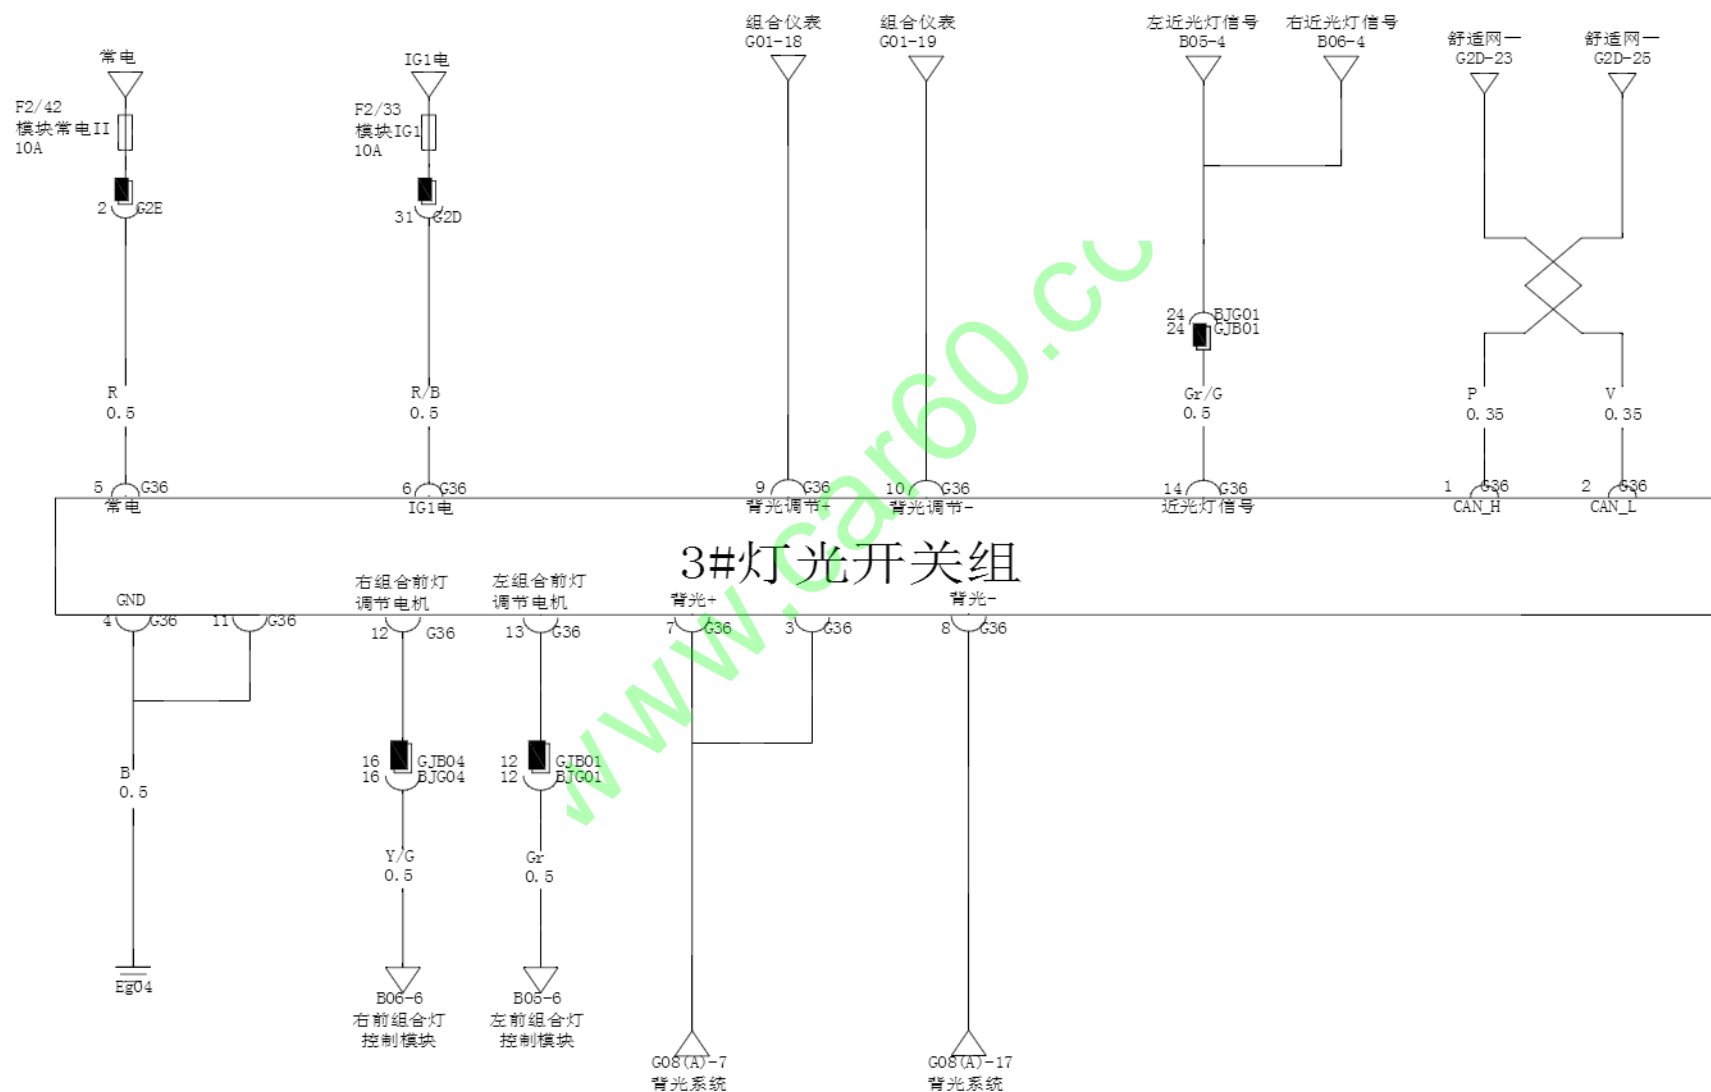 组合仪表
G01-18
组合仪表
G01-19
左近光灯信号
B05-4
右近光灯信号
B06-4
舒适网一
G2D-23
舒适网一
G2D-25
常电
IG1电
F2/42
模块常电II
10A
F2/33
模块IG1
10A
2 G2E
31 G2D
24 BJG01
24 GJB01
R
0.5
R/B
0.5
Gr/G
0.5
P
0.35
V
0.35
5 G36
常电
6 G36
IG1电
9 G36
背光调节+
10 G36
背光调节-
14 G36
近光灯信号
1 G36
CAN_H
2 G36
CAN_L
3#灯光开关组
GND
右组合前灯
调节电机
左组合前灯
调节电机
背光+
背光-
4 G36
11 G36
12 G36
13 G36
7 G36
3 G36
8 G36
16 GJB04
16 BJG04
12 GJB01
12 BJG01
B
0.5
Y/G
0.5
Gr
0.5
Eg04
B06-6
右前组合灯
控制模块
B05-6
左前组合灯
控制模块
G08(A)-7
背光系统
G08(A)-17
背光系统
www.car60.co